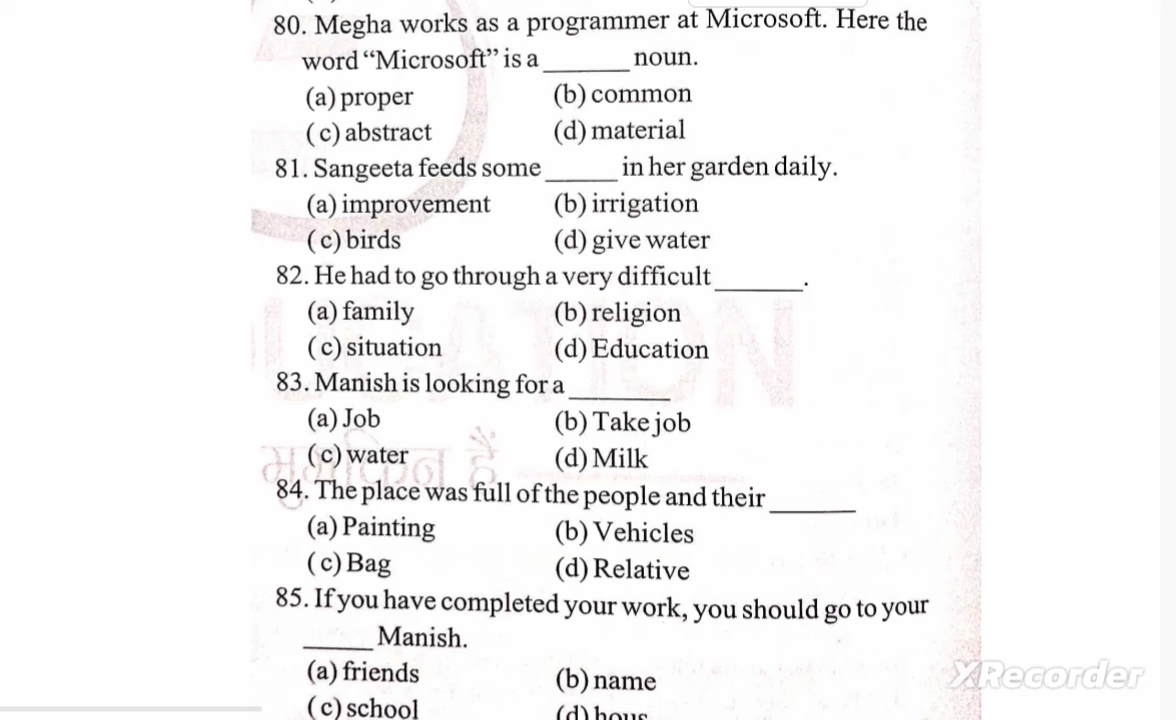 80. Megha works as a programmer at Microsoft. Here the
word “Microsoft” is a ______ noun.
(a) proper (b) common
(c) abstract (d) material
81. Sangeeta feeds some _____ in her garden daily.
(a) improvement (b) irrigation
(c) birds (d) give water
82. He had to go through a very difficult ______.
(a) family (b) religion
(c) situation (d) Education
83. Manish is looking for a _______
(a) Job (b) Take job
(c) water (d) Milk
84. The place was full of the people and their ______
(a) Painting (b) Vehicles
(c) Bag (d) Relative
85. If you have completed your work, you should go to your
_____ Manish.
(a) friends (b) name
(c) school (d)
मुमकिन है
XRecorder